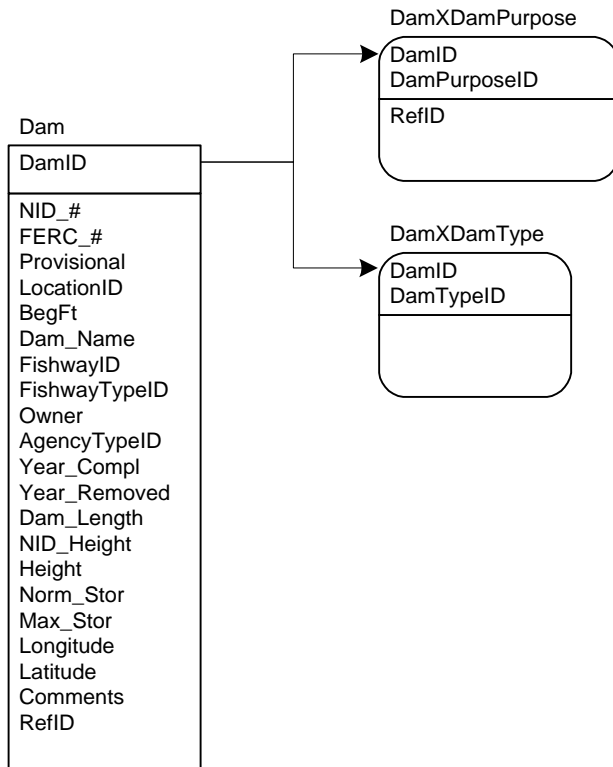 DamXDamPurpose
DamID
DamPurposeID
RefID
Dam
DamID
NID_#
FERC_#
Provisional
LocationID
BegFt
Dam_Name
FishwayID
FishwayTypeID
Owner
AgencyTypeID
Year_Compl
Year_Removed
Dam_Length
NID_Height
Height
Norm_Stor
Max_Stor
Longitude
Latitude
Comments
RefID
DamXDamType
DamID
DamTypeID